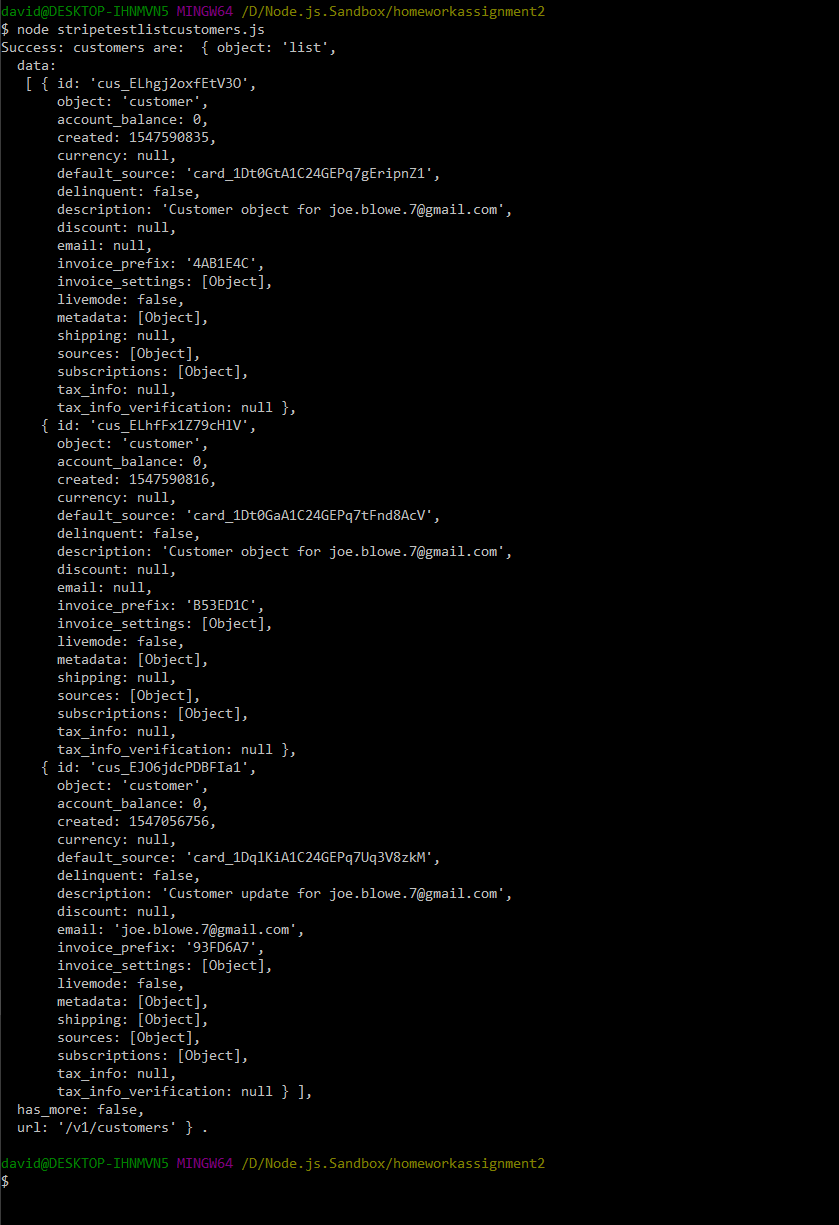 david@DESKTOP-IHNMVN5 MINGW64 /D/Node.js.Sandbox/homeworkassignment2
$ node stripetestlistcustomers.js
Success: customers are:  { object: 'list',
  data:
   [ { id: 'cus_ELhgj2oxfEtV3O',
       object: 'customer',
       account_balance: 0,
       created: 1547590835,
       currency: null,
       default_source: 'card_1Dt0GtA1C24GEPq7gEripnZ1',
       delinquent: false,
       description: 'Customer object for joe.blowe.7@gmail.com',
       discount: null,
       email: null,
       invoice_prefix: '4AB1E4C',
       invoice_settings: [Object],
       livemode: false,
       metadata: [Object],
       shipping: null,
       sources: [Object],
       subscriptions: [Object],
       tax_info: null,
       tax_info_verification: null },
     { id: 'cus_ELhfFx1Z79cHlV',
       object: 'customer',
       account_balance: 0,
       created: 1547590816,
       currency: null,
       default_source: 'card_1Dt0GaA1C24GEPq7tFnd8AcV',
       delinquent: false,
       description: 'Customer object for joe.blowe.7@gmail.com',
       discount: null,
       email: null,
       invoice_prefix: 'B53ED1C',
       invoice_settings: [Object],
       livemode: false,
       metadata: [Object],
       shipping: null,
       sources: [Object],
       subscriptions: [Object],
       tax_info: null,
       tax_info_verification: null },
     { id: 'cus_EJO6jdcPDBFIa1',
       object: 'customer',
       account_balance: 0,
       created: 1547056756,
       currency: null,
       default_source: 'card_1DqlKiA1C24GEPq7Uq3V8zkM',
       delinquent: false,
       description: 'Customer update for joe.blowe.7@gmail.com',
       discount: null,
       email: 'joe.blowe.7@gmail.com',
       invoice_prefix: '93FD6A7',
       invoice_settings: [Object],
       livemode: false,
       metadata: [Object],
       shipping: [Object],
       sources: [Object],
       subscriptions: [Object],
       tax_info: null,
       tax_info_verification: null } ],
  has_more: false,
  url: '/v1/customers' } .
david@DESKTOP-IHNMVN5 MINGW64 /D/Node.js.Sandbox/homeworkassignment2
$